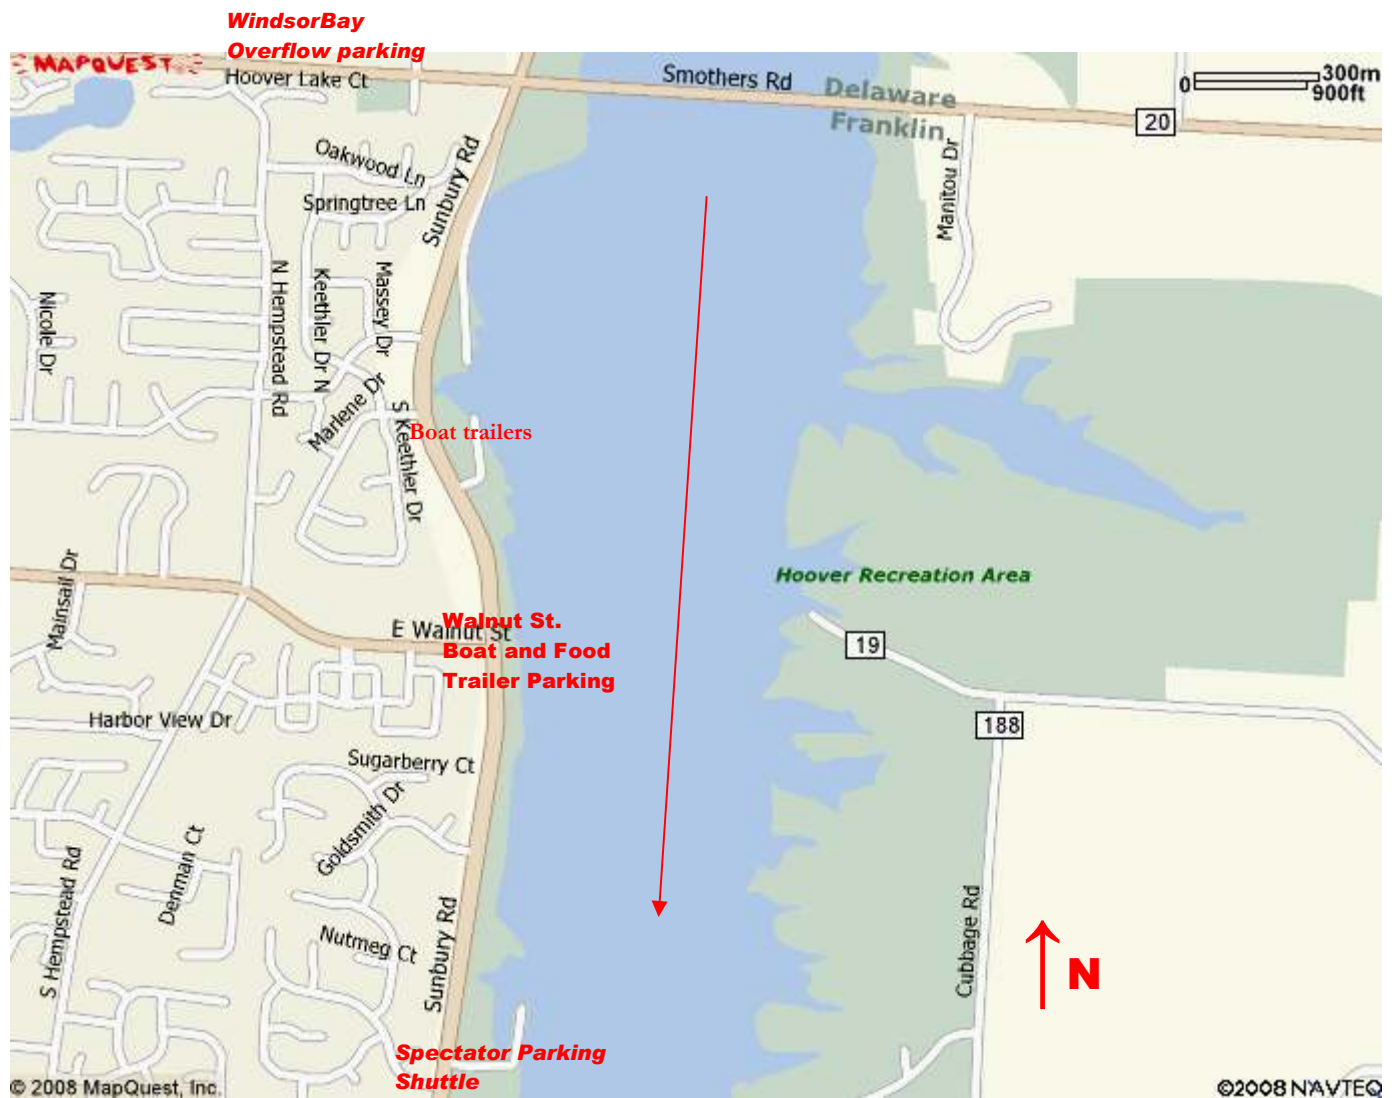 WindsorBay
Overflow parking
MAPQUEST
Hoover Lake Ct
Smothers Rd
Delaware
Franklin
0
300m
900ft
20
Oakwood Ln
Springtree Ln
Sunbury Rd
Manitou Dr
N Hempstead Rd
Keethler Dr N
Massey Dr
Nicole Dr
Marlene Dr
S Keethler Dr
Boat trailers
Mainsail Dr
Hoover Recreation Area
E Walnut St
Walnut St.
Boat and Food
Trailer Parking
19
188
Harbor View Dr
Sugarberry Ct
Goldsmith Dr
Denman Ct
S Hempstead Rd
Nutmeg Ct
Sunbury Rd
Cubbage Rd
N
Spectator Parking
Shuttle
© 2008 MapQuest, Inc.
©2008 NAVTEQ